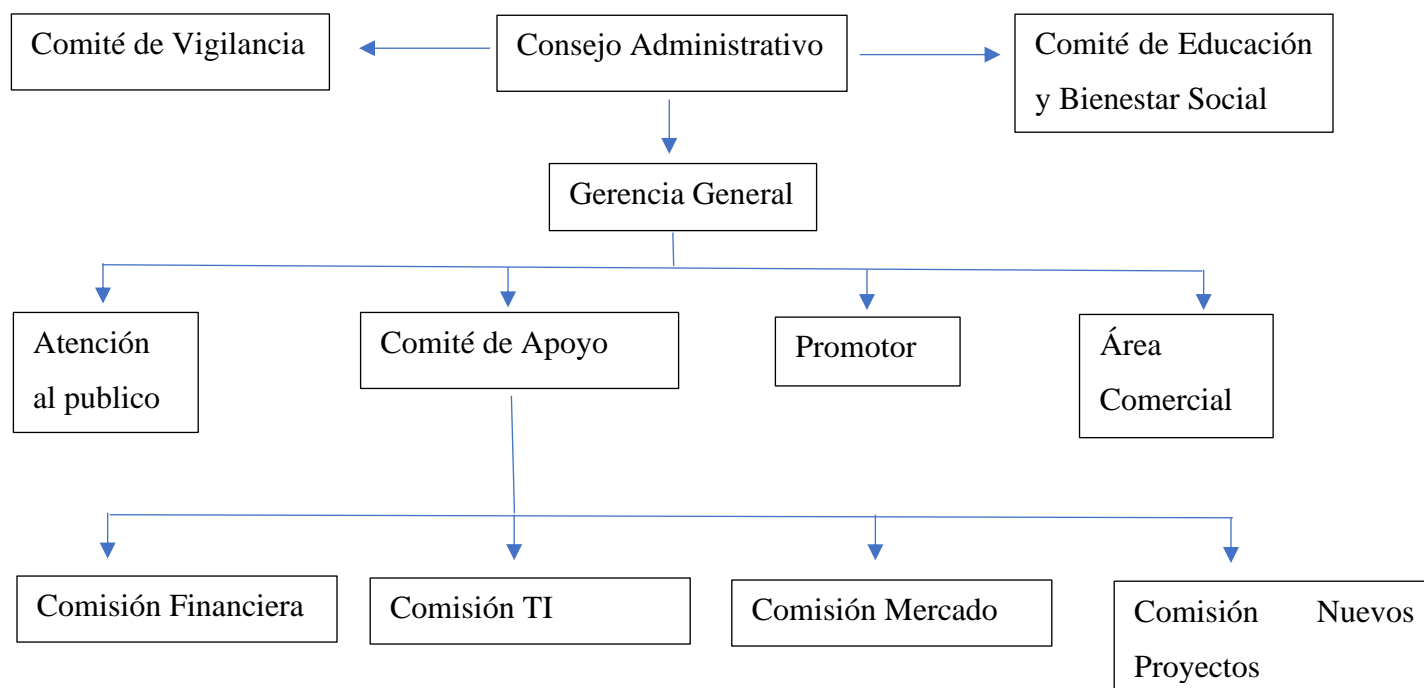 Comité de Vigilancia
Consejo Administrativo
Comité de Educación
y Bienestar Social
Gerencia General
Atención
al publico
Comité de Apoyo
Promotor
Área
Comercial
Comisión Financiera
Comisión TI
Comisión Mercado
Comisión Nuevos
Proyectos